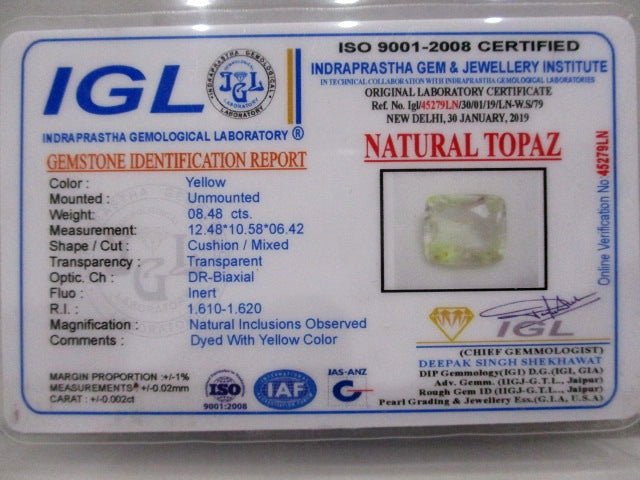 IGL
INDRAPRASTHA GEMOLOGICAL LABORATORY
INDRAPRASTHA GEMOLOGICAL LABORATORY ®
GEMSTONE IDENTIFICATION REPORT
Color : Yellow
Mounted : Unmounted
Weight: 08.48 cts.
Measurement: 12.48*10.58*06.42
Shape / Cut : Cushion / Mixed
Transparency : Transparent
Optic. Ch : DR-Biaxial
Fluo : Inert
R.I. : 1.610-1.620
Magnification : Natural Inclusions Observed
Comments : Dyed With Yellow Color
MARGIN PROPORTION :+/-1%
MEASUREMENTS* +/-0.02mm
CARAT : +/-0.002ct
ISO
9001:2008
IAF
JAS-ANZ
ISO 9001-2008 CERTIFIED
INDRAPRASTHA GEM & JEWELLERY INSTITUTE
IN TECHNICAL COLLABORATION WITH INDRAPRASTHA GEMOLOGICAL LABORATORIES
ORIGINAL LABORATORY CERTIFICATE
Ref. No. Igl/45279LN/30/01/19/LN-W.S/79
NEW DELHI, 30 JANUARY, 2019
NATURAL TOPAZ
Online Verification No 45279LN
IGL
(CHIEF GEMMOLOGIST)
DEEPAK SINGH SHEKHAWAT
DIP Gemmology(IGI) D.G. (IGI, GIA)
Adv. Gemm. (IIGJ-G.T.L., Jaipur)
Rough Gem ID (IIGJ-G.T.L., Jaipur)
Pearl Grading & Jewellery Ess.(G.I.A, U.S.A)